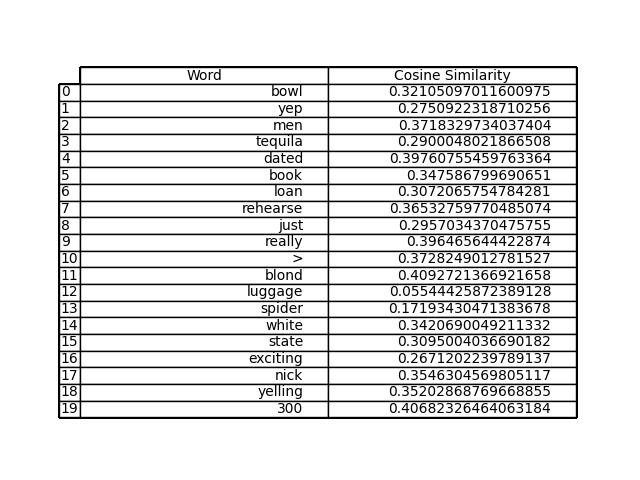 Word Cosine Similarity
0 bowl 0.32105097011600975
1 yep 0.2750922318710256
2 men 0.3718329734037404
3 tequila 0.2900048021866508
4 dated 0.39760755459763364
5 book 0.347586799690651
6 loan 0.3072065754784281
7 rehearse 0.36532759770485074
8 just 0.2957034370475755
9 really 0.396465644422874
10 > 0.3728249012781527
11 blond 0.4092721366921658
12 luggage 0.05544425872389128
13 spider 0.17193430471383678
14 white 0.3420690049211332
15 state 0.3095004036690182
16 exciting 0.2671202239789137
17 nick 0.3546304569805117
18 yelling 0.35202868769668855
19 300 0.40682326464063184